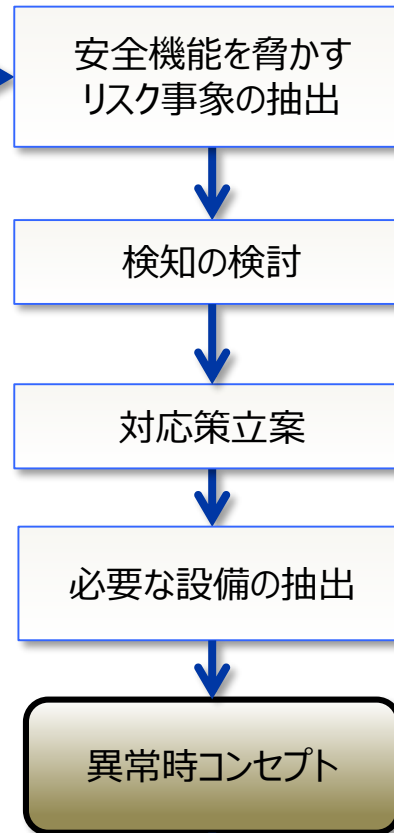 安全機能を脅かす
リスク事象の抽出
検知の検討
対応策立案
必要な設備の抽出
異常時コンセプト